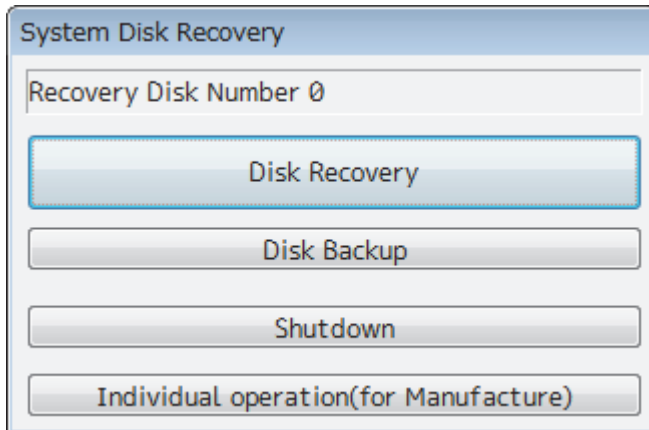 System Disk Recovery
Recovery Disk Number 0
Disk Recovery
Disk Backup
Shutdown
Individual operation(for Manufacture)